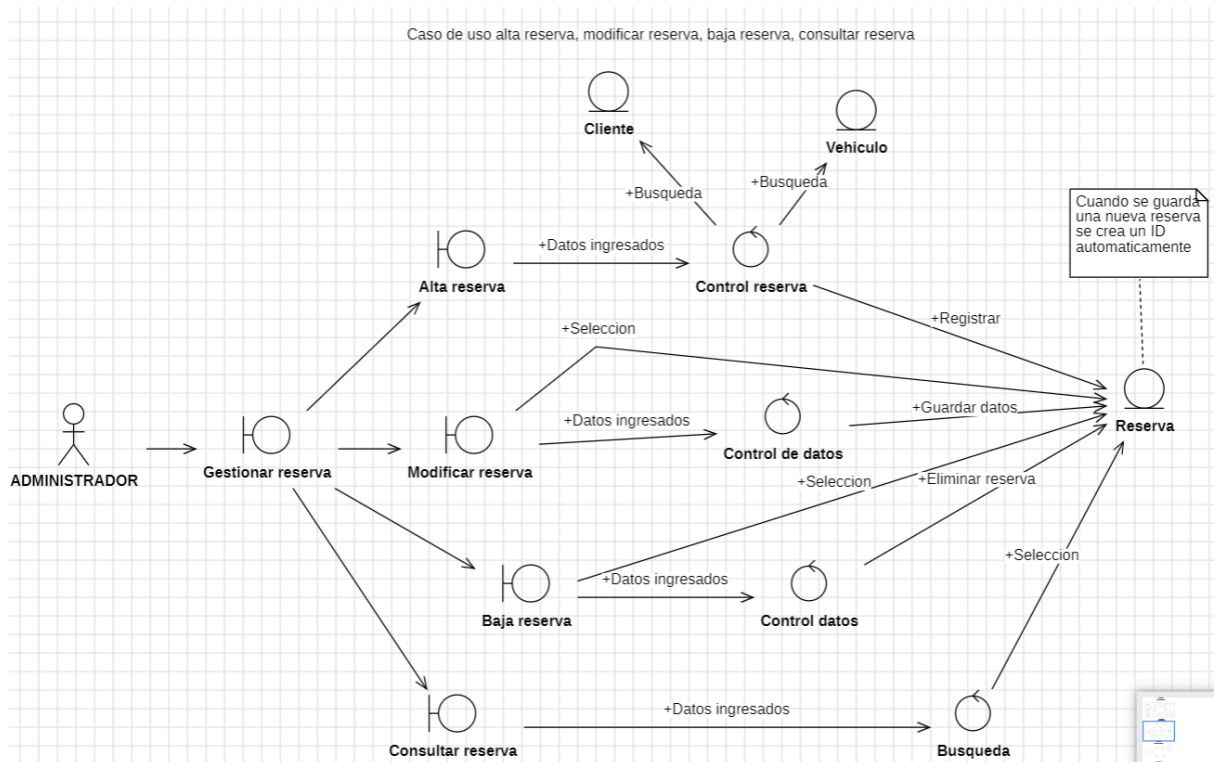 Caso de uso alta reserva, modificar reserva, baja reserva, consultar reserva
Cliente
Vehiculo
+Busqueda
+Busqueda
Cuando se guarda
una nueva reserva
se crea un ID
automaticamente
+Datos ingresados
Alta reserva
Control reserva
+Registrar
+Seleccion
+Datos ingresados
+Guardar datos
Reserva
Control de datos
ADMINISTRADOR
Gestionar reserva
Modificar reserva
+Seleccion
+Eliminar reserva
+Seleccion
+Datos ingresados
Baja reserva
Control datos
+Datos ingresados
Consultar reserva
Busqueda